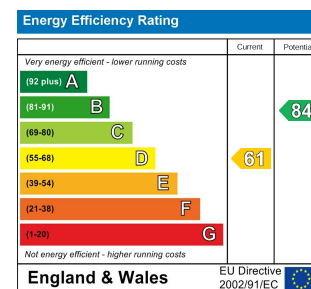 Energy Efficiency Rating
Current Potentia
Very energy efficient - lower running costs
(92 plus) A
(81-91) B
84
(69-80) C
(55-68) D
61
(39-54) E
(21-38) F
(1-20) G
Not energy efficient - higher running costs
England & Wales
EU Directive
2002/91/EC